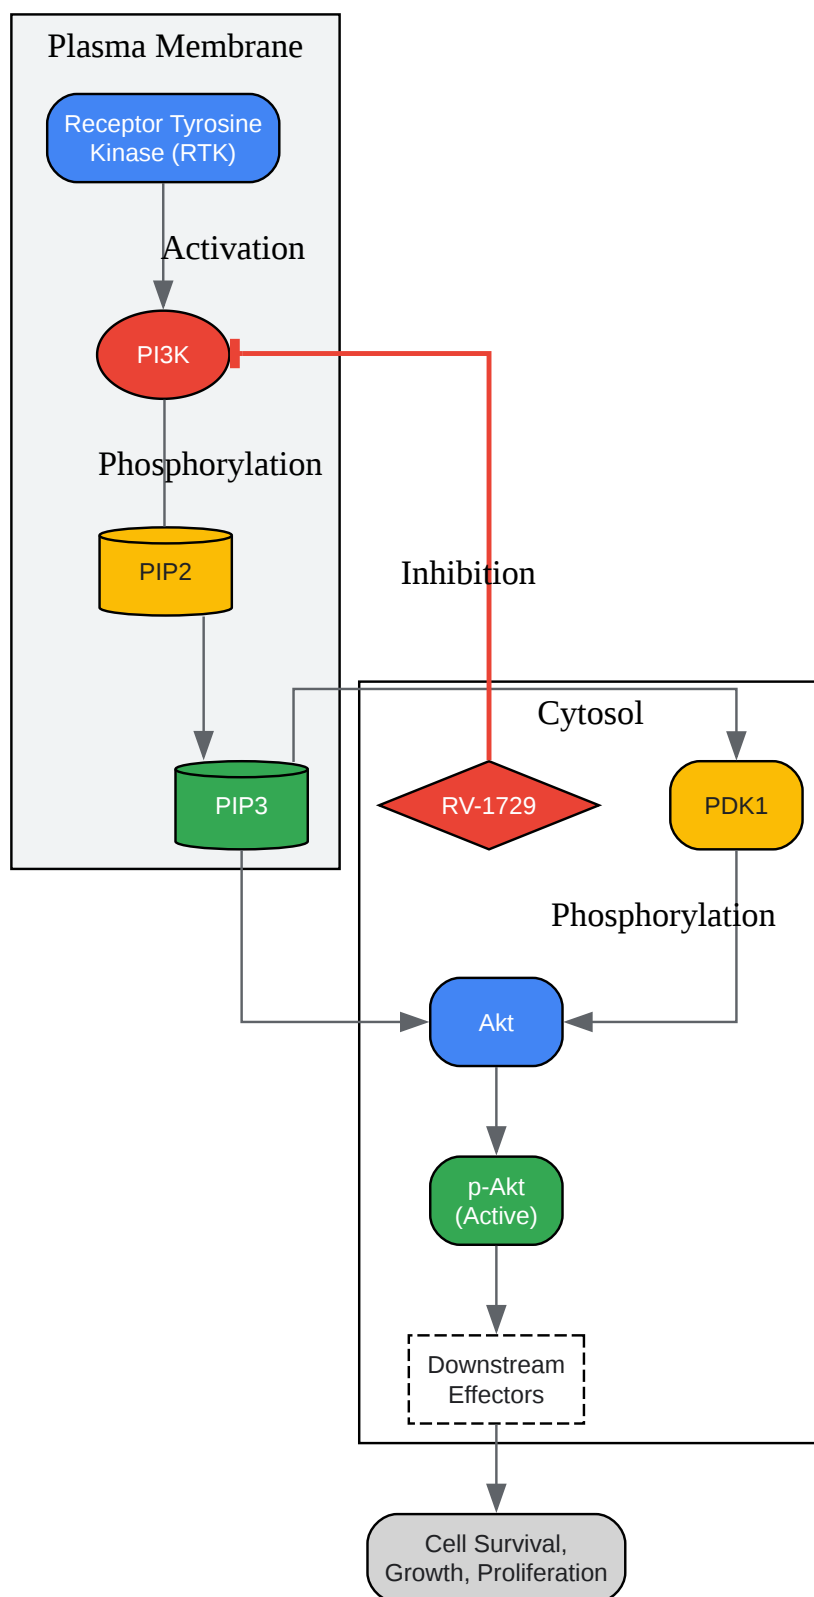 Plasma Membrane
Receptor Tyrosine
Kinase (RTK)
Activation
PI3K
Phosphorylation
PIP2
Inhibition
Cytosol
PIP3
RV-1729
PDK1
Phosphorylation
Akt
p-Akt
(Active)
Downstream
Effectors
Cell Survival,
Growth, Proliferation